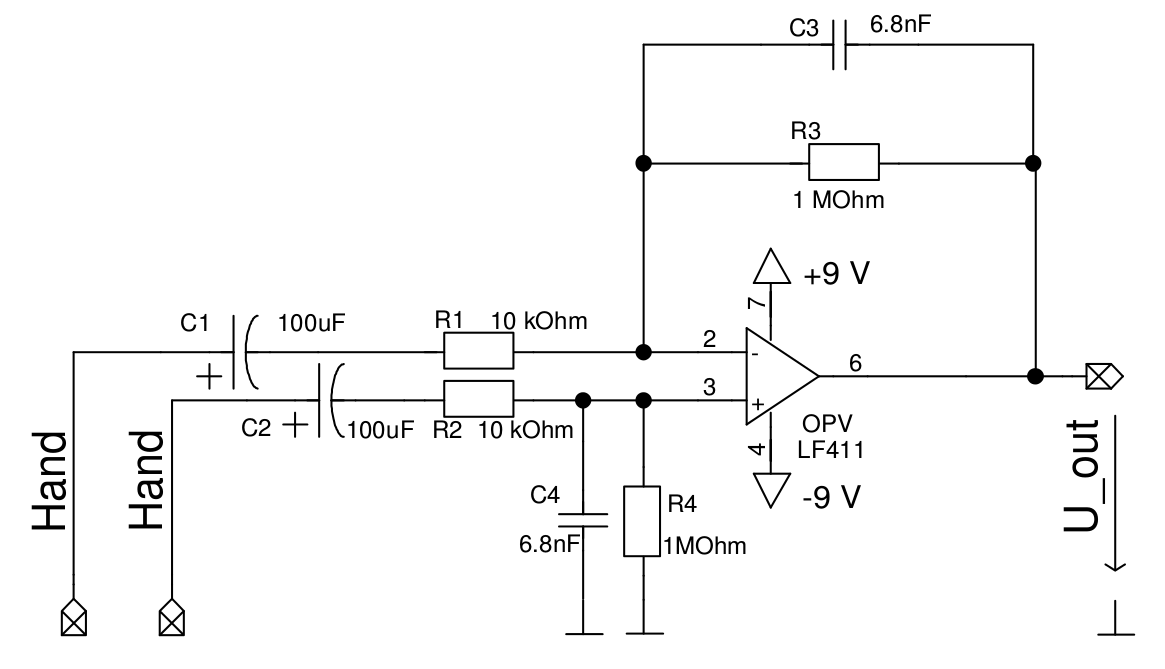 C3 6.8nF
R3
1 MOhm
+9 V
7
C1 100uF R1 10 kOhm 2
-
+
6
3
+
C2 + 100uF R2 10 kOhm
OPV
LF411
4
-9 V
Hand
Hand
C4
6.8nF
R4
1MOhm
U_out